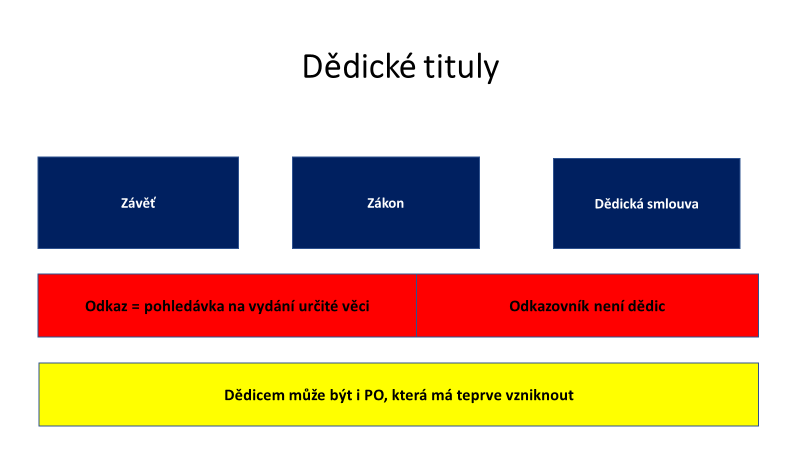 Dědické tituly
Závěť
Zákon
Dědická smlouva
Odkaz = pohledávka na vydání určité věci
Odkazovník není dědic
Dědicem může být i PO, která má teprve vzniknout